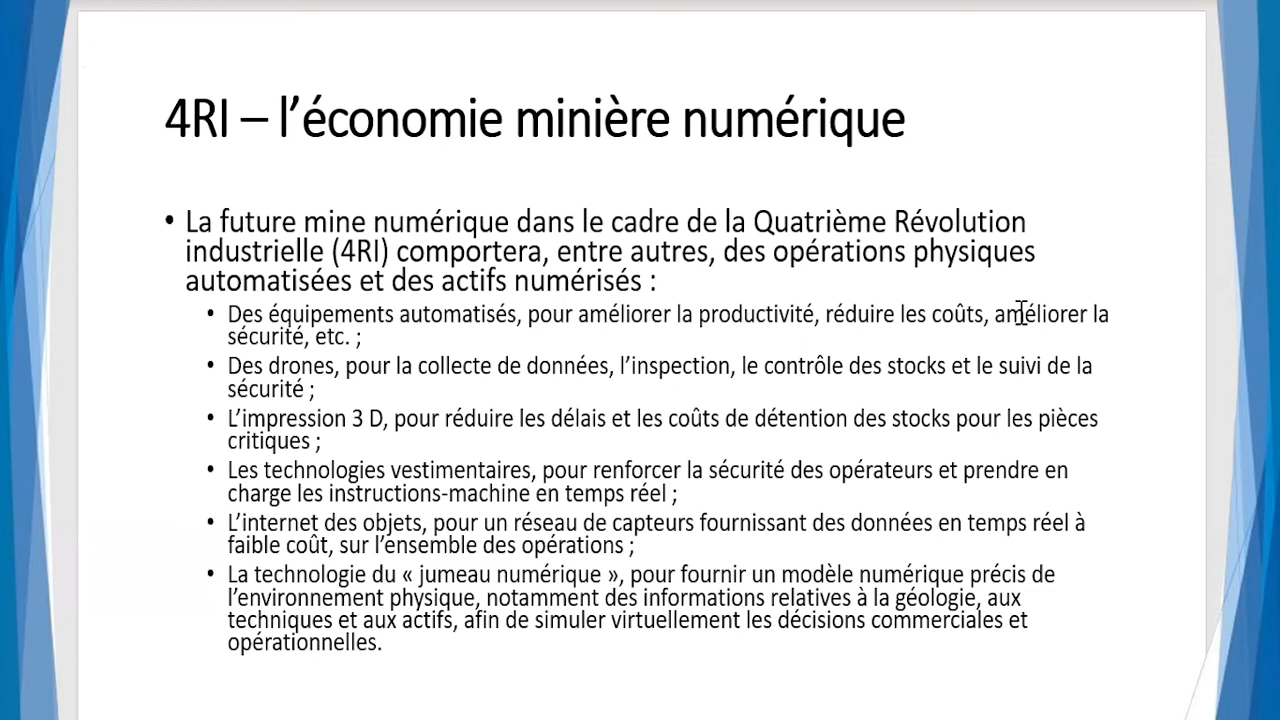 4RI – l’économie minière numérique
• La future mine numérique dans le cadre de la Quatrième Révolution
industrielle (4RI) comportera, entre autres, des opérations physiques
automatisées et des actifs numérisés :
• Des équipements automatisés, pour améliorer la productivité, réduire les coûts, améliorer la
sécurité, etc. ;
• Des drones, pour la collecte de données, l’inspection, le contrôle des stocks et le suivi de la
sécurité ;
• L’impression 3 D, pour réduire les délais et les coûts de détention des stocks pour les pièces
critiques ;
• Les technologies vestimentaires, pour renforcer la sécurité des opérateurs et prendre en
charge les instructions-machine en temps réel ;
• L’internet des objets, pour un réseau de capteurs fournissant des données en temps réel à
faible coût, sur l’ensemble des opérations ;
• La technologie du « jumeau numérique », pour fournir un modèle numérique précis de
l’environnement physique, notamment des informations relatives à la géologie, aux
techniques et aux actifs, afin de simuler virtuellement les décisions commerciales et
opérationnelles.